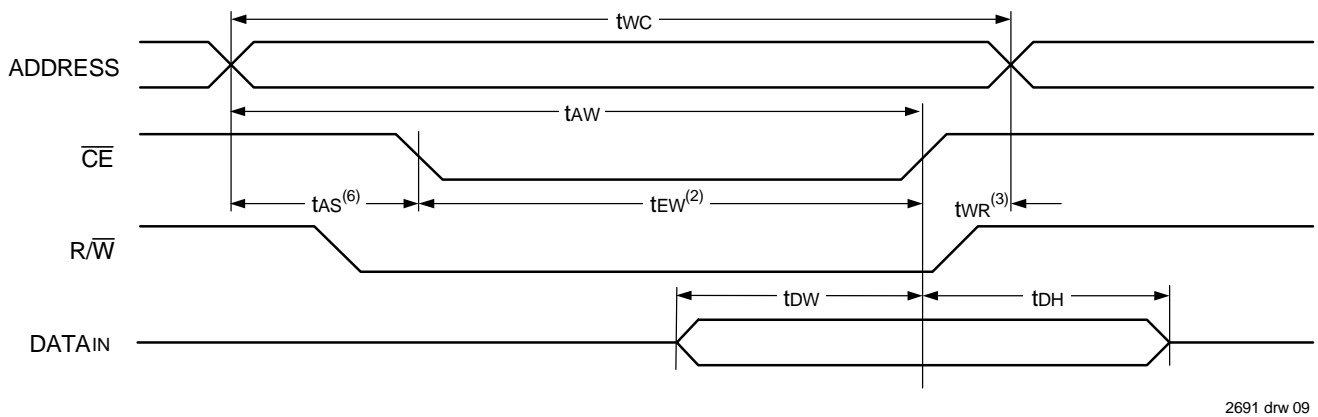 tWC
ADDRESS
tAW
CE
tAS(6)
tEW(2)
tWR(3)
R/W
tDW
tDH
DATAIN
2691 drw 09